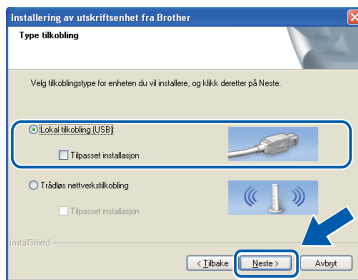 Installering av utskriftsenhet fra Brother
Type tilkobling
Velg tilkoblingstype for enheten du vil installere, og klikk deretter på Neste.
Lokal tilkobling (USB)
Tilpasset installasjon
Trådløs nettverkstilkobling
Tilpasset installasjon
InstallShield
< Tilbake Neste > Avbryt